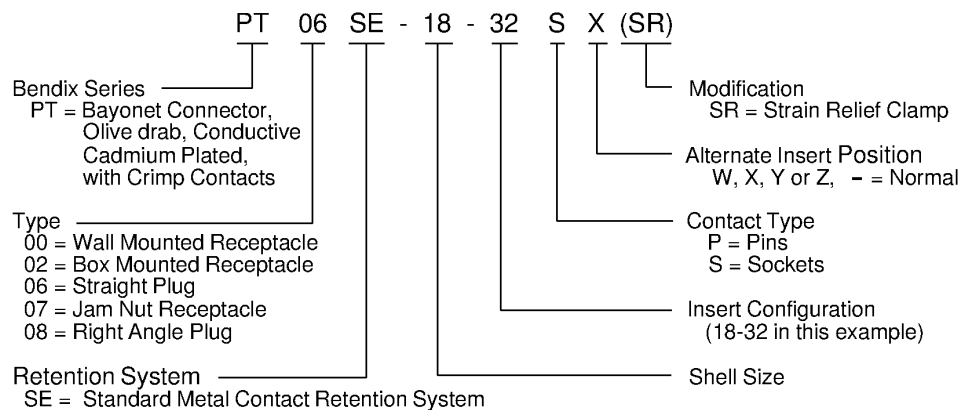 PT 06 SE - 18 - 32 S X (SR)
Bendix Series
PT = Bayonet Connector,
Olive drab, Conductive
Cadmium Plated,
with Crimp Contacts
Type
00 = Wall Mounted Receptacle
02 = Box Mounted Receptacle
06 = Straight Plug
07 = Jam Nut Receptacle
08 = Right Angle Plug
Retention System
SE = Standard Metal Contact Retention System
Modification
SR = Strain Relief Clamp
Alternate Insert Position
W, X, Y or Z, - = Normal
Contact Type
P = Pins
S = Sockets
Insert Configuration
(18-32 in this example)
Shell Size